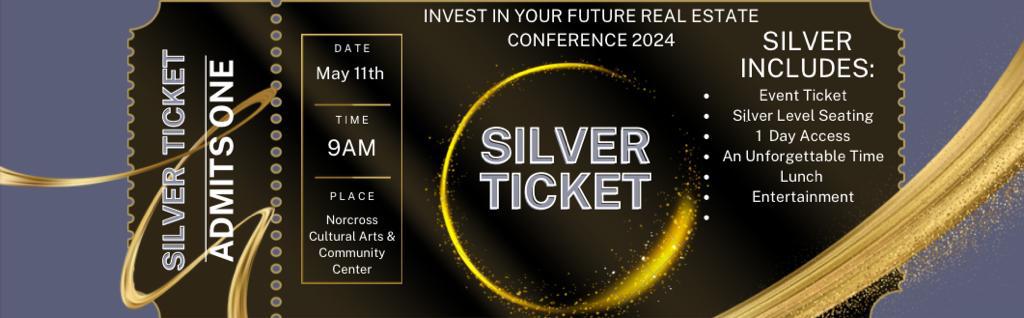 SILVER TICKET
ADMITS ONE
DATE
May 11th
TIME
9AM
PLACE
Norcross
Cultural Arts &
Community
Center
INVEST IN YOUR FUTURE REAL ESTATE
CONFERENCE 2024
SILVER
TICKET
SILVER
INCLUDES:
• Event Ticket
• Silver Level Seating
• 1 Day Access
• An Unforgettable Time
• Lunch
• Entertainment
•